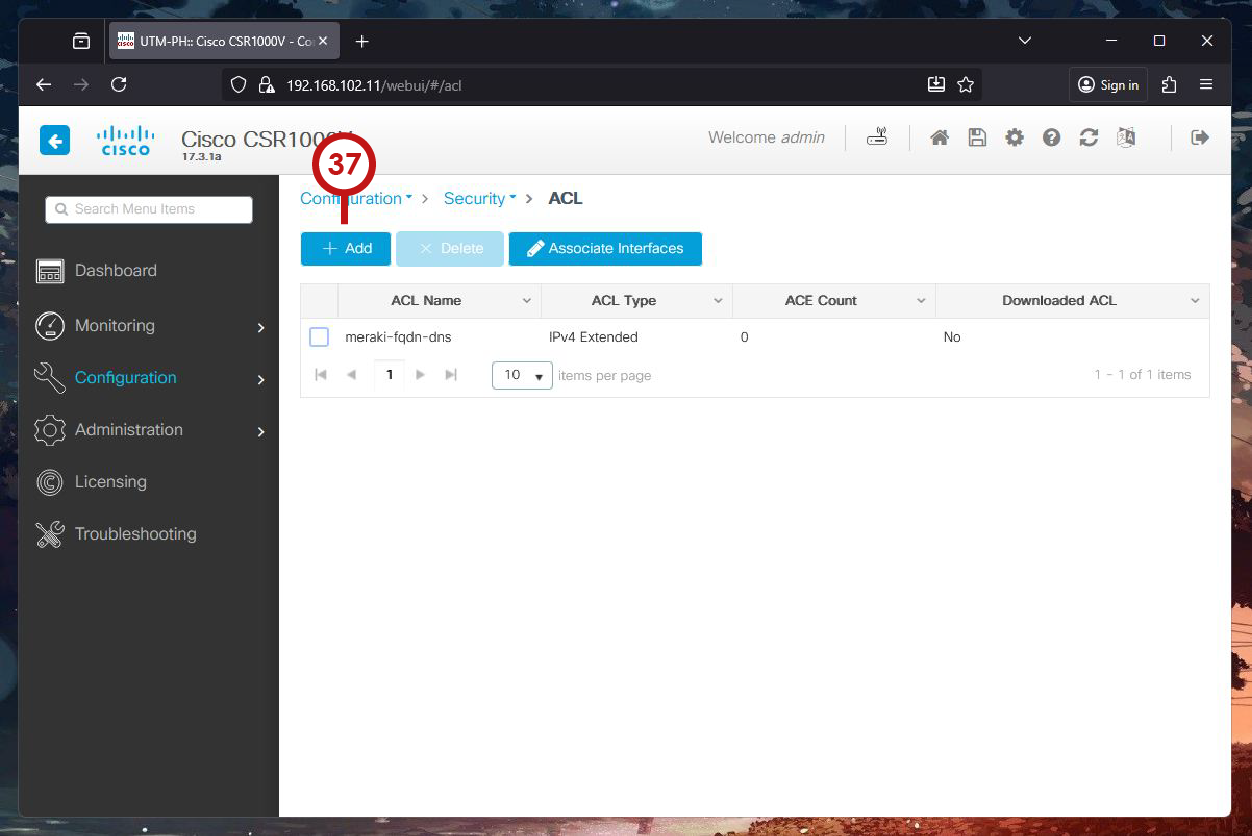 UTM-PH:: Cisco CSR1000V - Co
192.168.102.11/webui/#/acl
Sign in
cisco
Cisco CSR1000V
17.3.1a
Welcome admin
37
Search Menu Items
Configuration > Security > ACL
Dashboard
Monitoring
Configuration
Administration
Licensing
Troubleshooting
+ Add
× Delete
Associate Interfaces
ACL Name ACL Type ACE Count Downloaded ACL
meraki-fqdn-dns IPv4 Extended 0 No
1 10 items per page 1 - 1 of 1 items